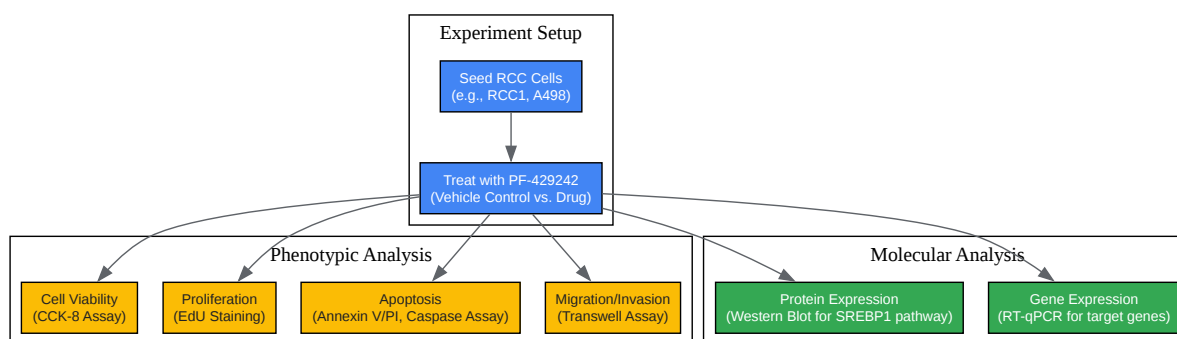 Experiment Setup
Seed RCC Cells
(e.g., RCC1, A498)
Treat with PF-429242
(Vehicle Control vs. Drug)
Phenotypic Analysis
Cell Viability
(CCK-8 Assay)
Proliferation
(EdU Staining)
Apoptosis
(Annexin V/PI, Caspase Assay)
Migration/Invasion
(Transwell Assay)
Molecular Analysis
Protein Expression
(Western Blot for SREBP1 pathway)
Gene Expression
(RT-qPCR for target genes)